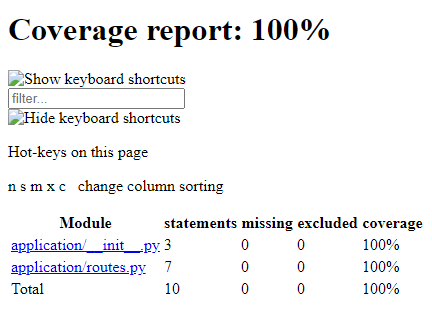 Coverage report: 100%
Show keyboard shortcuts
filter...
Hide keyboard shortcuts
Hot-keys on this page
n s m x c change column sorting
Module statements missing excluded coverage
application/__init__.py 3 0 0 100%
application/routes.py 7 0 0 100%
Total 10 0 0 100%